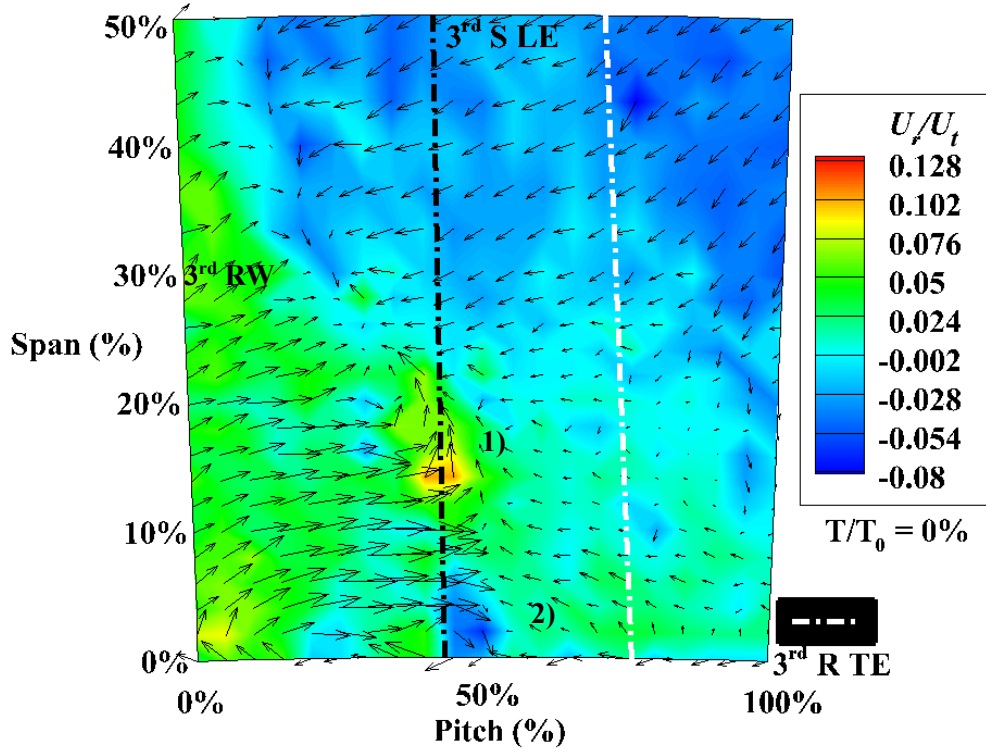 50%
40%
30%
20%
10%
0%
Span (%)
3rd S LE
3rd RW
1)
2)
0%
50%
100%
Pitch (%)
Ur/Ut
0.128
0.102
0.076
0.05
0.024
-0.002
-0.028
-0.054
-0.08
T/T0 = 0%
3rd R TE